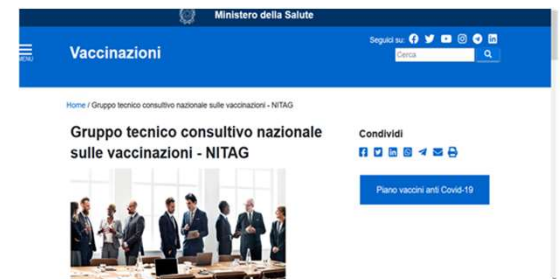 Ministero della Salute
MENU
Vaccinazioni
Seguici su:
Cerca
Home / Gruppo tecnico consultivo nazionale sulle vaccinazioni - NITAG
Gruppo tecnico consultivo nazionale
sulle vaccinazioni - NITAG
Condividi
Piano vaccini anti Covid-19